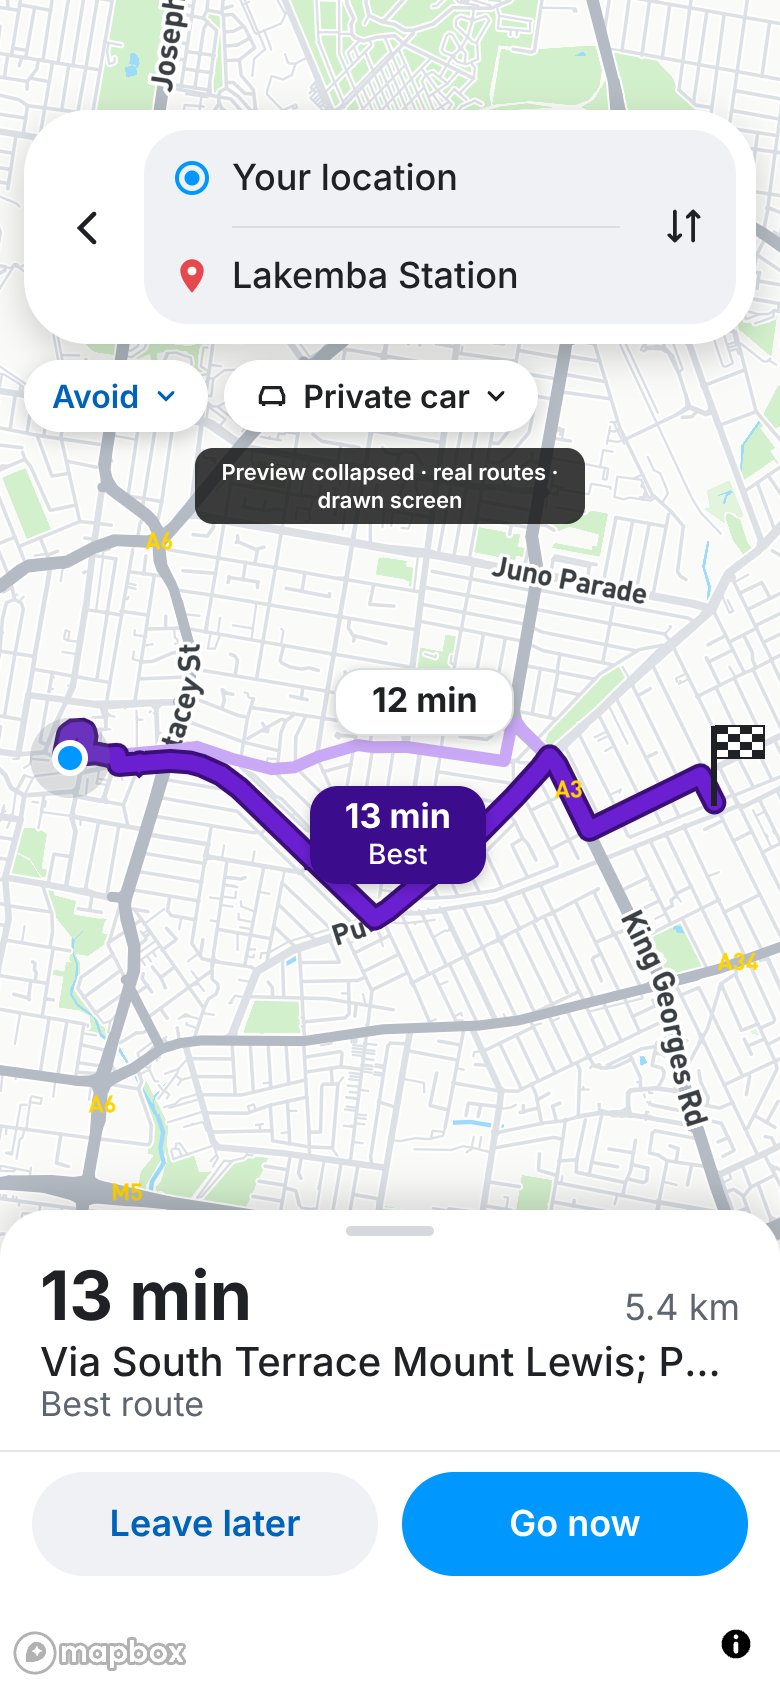 Joseph
Your location
Lakemba Station
Avoid
Private car
Preview collapsed · real routes ·
drawn screen
A6
Juno Parade
tacey St
12 min
A3
13 min
Best
Pu
King Georges Rd
A34
A6
M5
13 min
5.4 km
Via South Terrace Mount Lewis; P...
Best route
Leave later
Go now
mapbox